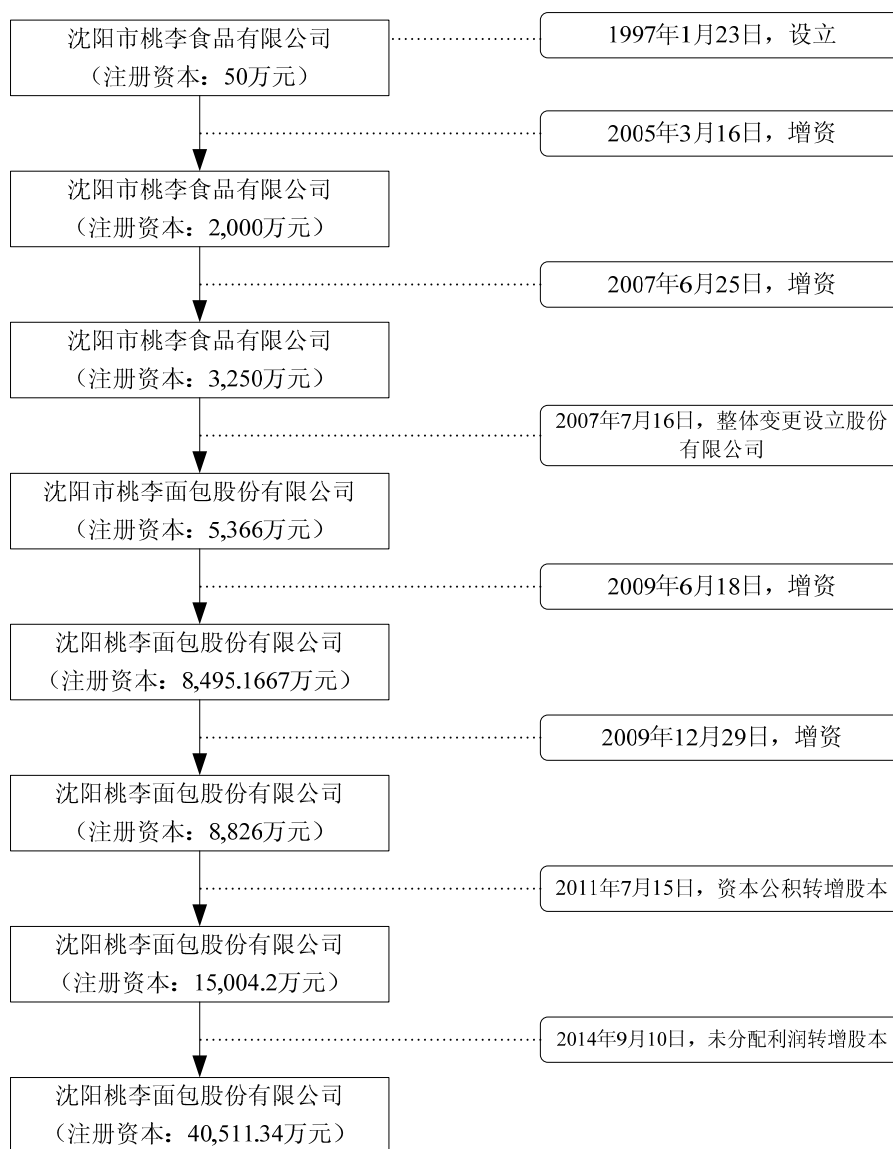 沈阳市桃李食品有限公司
（注册资本：50万元）
1997年1月23日，设立
2005年3月16日，增资
沈阳市桃李食品有限公司
（注册资本：2,000万元）
2007年6月25日，增资
沈阳市桃李食品有限公司
（注册资本：3,250万元）
2007年7月16日，整体变更设立股份
有限公司
沈阳市桃李面包股份有限公司
（注册资本：5,366万元）
2009年6月18日，增资
沈阳桃李面包股份有限公司
（注册资本：8,495.1667万元）
2009年12月29日，增资
沈阳桃李面包股份有限公司
（注册资本：8,826万元）
2011年7月15日，资本公积转增股本
沈阳桃李面包股份有限公司
（注册资本：15,004.2万元）
2014年9月10日，未分配利润转增股本
沈阳桃李面包股份有限公司
（注册资本：40,511.34万元）